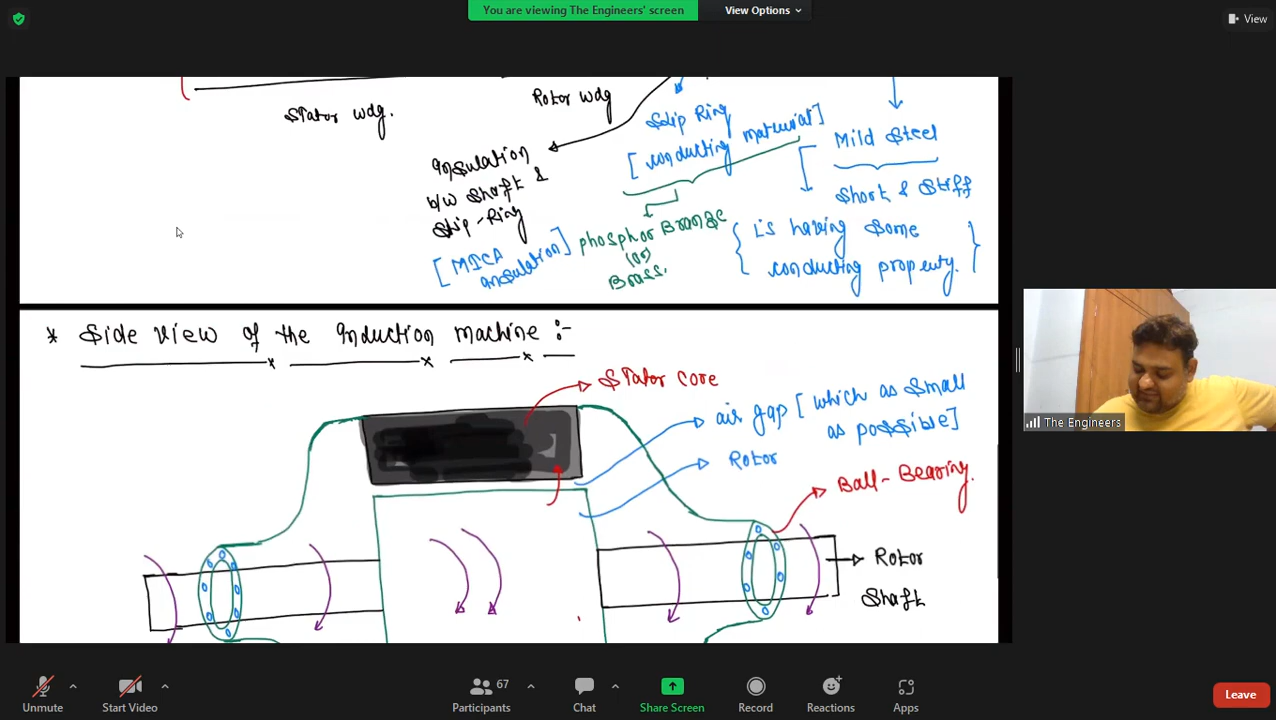 You are viewing The Engineers' screen
View Options
View
Stator wdg.
Rotor wdg
Slip Ring
[conducting material]
Mild Steel
Short & Stiff
Insulation
b/w Shaft &
Slip-Ring
[MICA
insulation]
phosphor Bronze
(or)
Brass.
{ is having Some
conducting property. }
* Side View of the Induction machine :-
Stator core
air gap [which as small
as possible]
Rotor
Ball-Bearing.
Rotor
Shaft
The Engineers
Unmute
Start Video
67
Participants
Chat
Share Screen
Record
Reactions
Apps
Leave